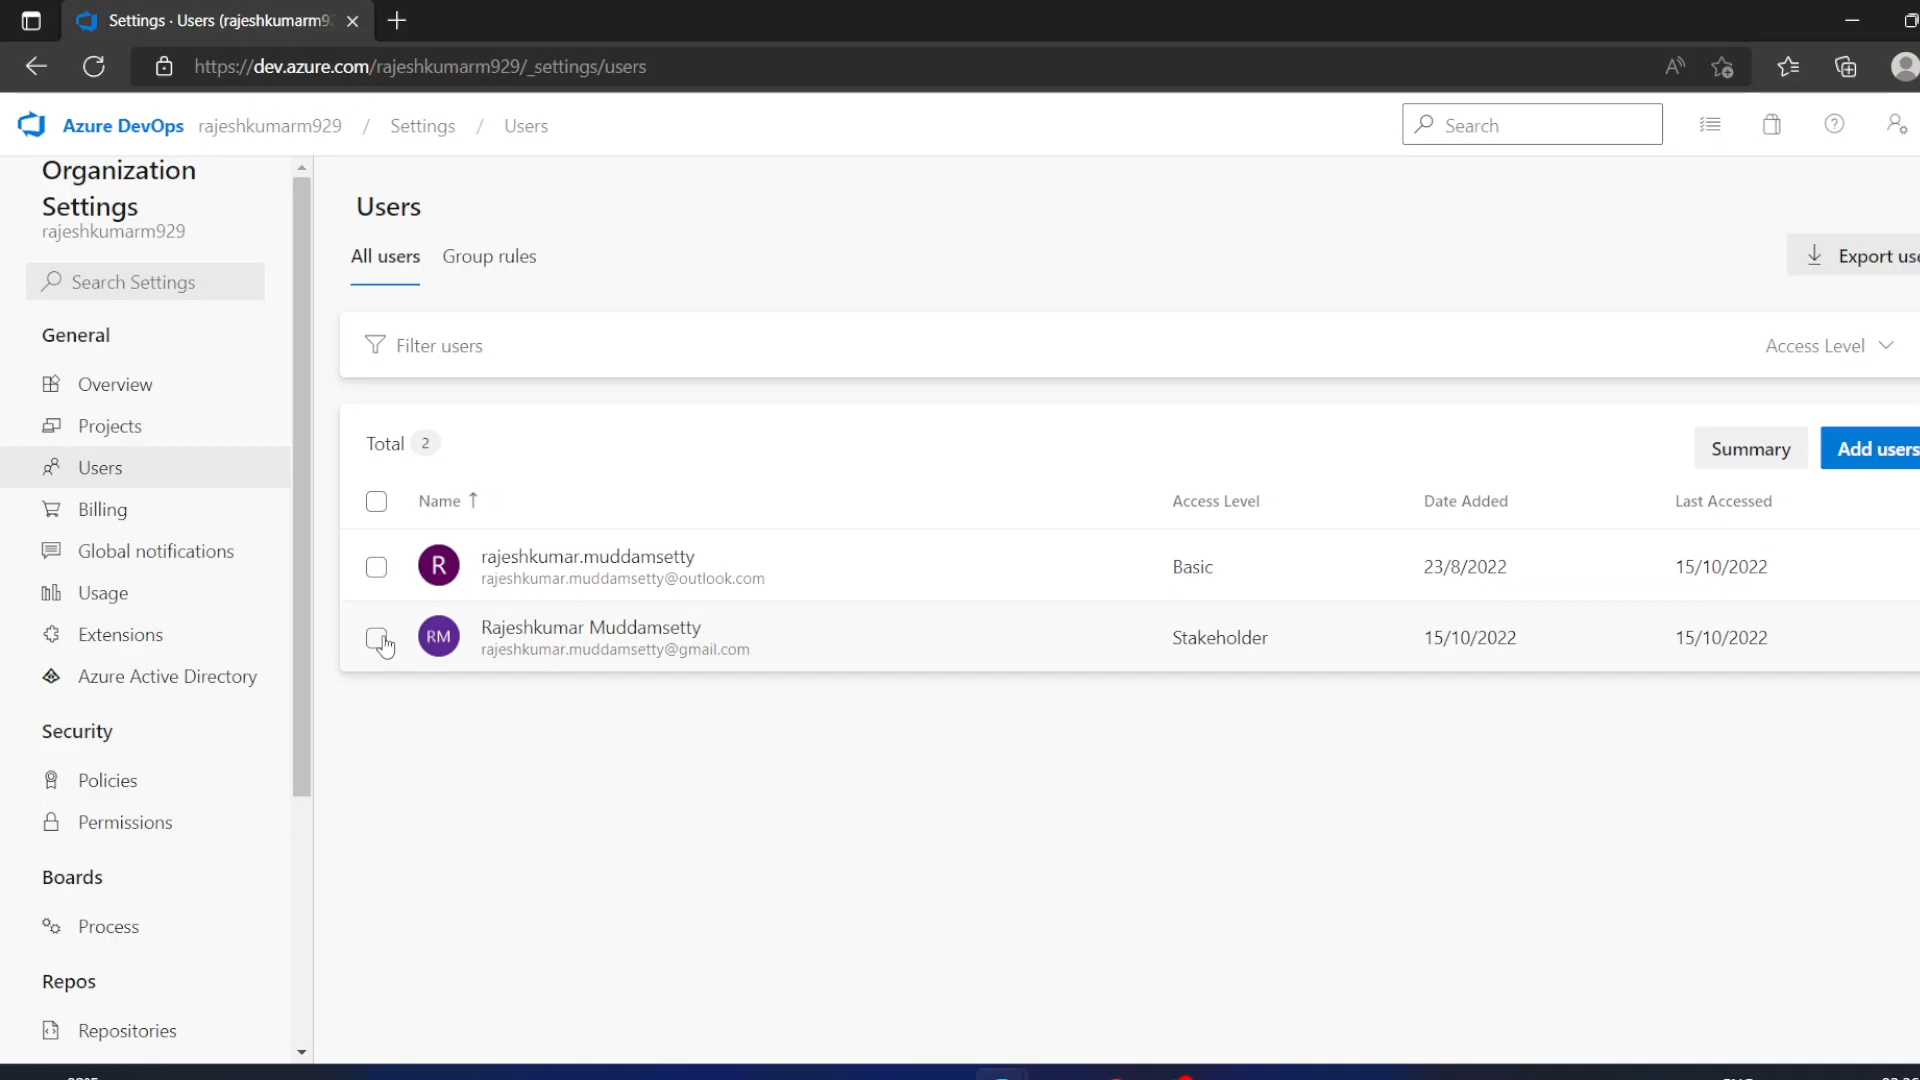 Settings · Users (rajeshkumarm92
https://dev.azure.com/rajeshkumarm929/_settings/users
Azure DevOps rajeshkumarm929 / Settings / Users
Search
Organization
Settings
rajeshkumarm929
Search Settings
General
Overview
Projects
Users
Billing
Global notifications
Usage
Extensions
Azure Active Directory
Security
Policies
Permissions
Boards
Process
Repos
Repositories
Users
All users Group rules
Export use
Filter users
Access Level
Total 2
Summary
Add users
Name ↑ Access Level Date Added Last Accessed
R rajeshkumar.muddamsetty
rajeshkumar.muddamsetty@outlook.com
Basic 23/8/2022 15/10/2022
RM Rajeshkumar Muddamsetty
rajeshkumar.muddamsetty@gmail.com
Stakeholder 15/10/2022 15/10/2022